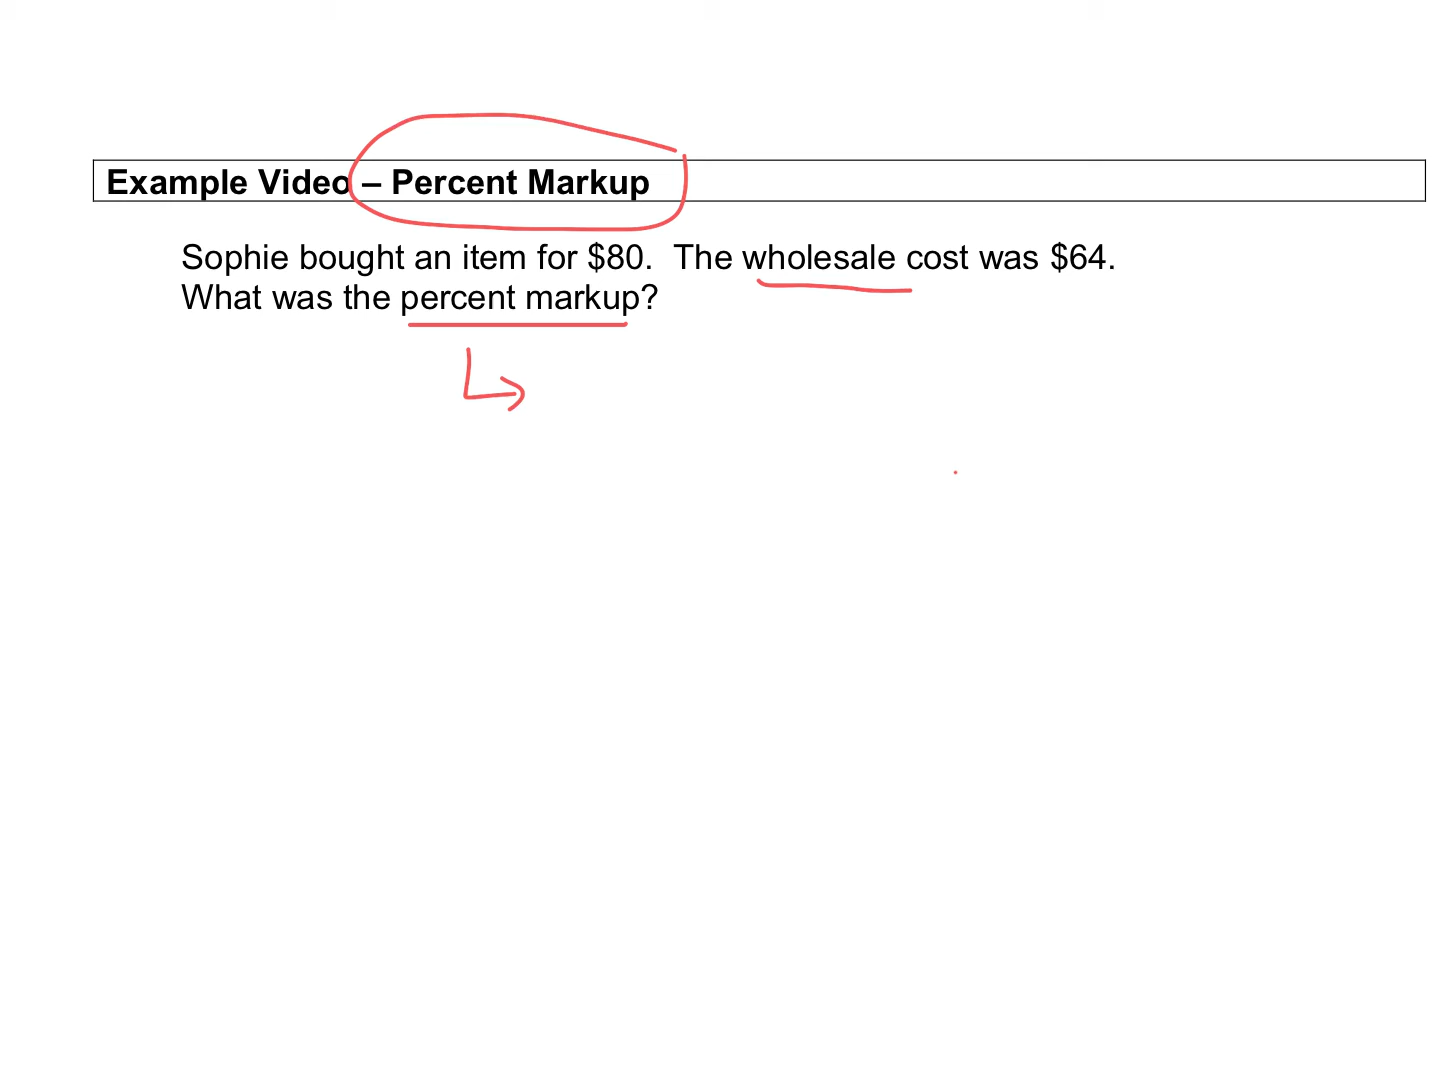 Example Video – Percent Markup
Sophie bought an item for $80. The wholesale cost was $64.
What was the percent markup?